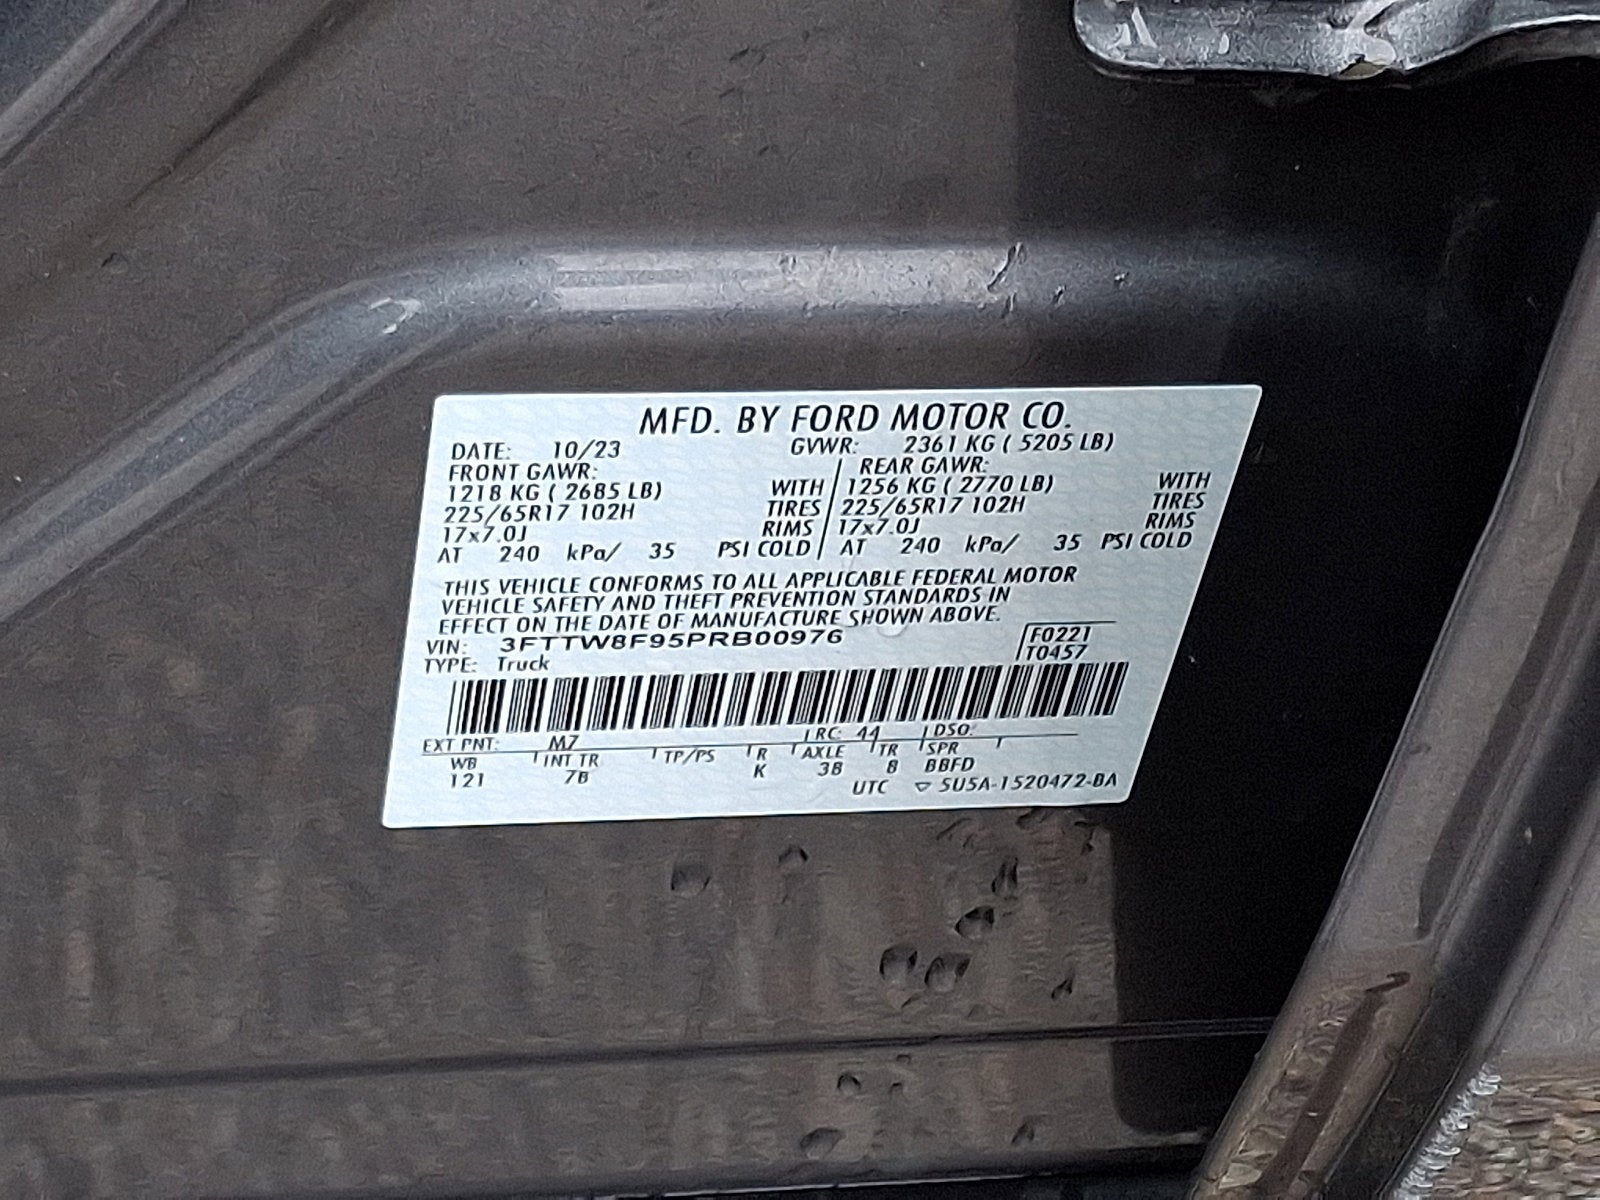 MFD. BY FORD MOTOR CO.
DATE: 10/23 GVWR: 2361 KG ( 5205 LB)
FRONT GAWR: REAR GAWR:
1218 KG ( 2685 LB) WITH 1256 KG ( 2770 LB) WITH
225/65R17 102H TIRES 225/65R17 102H TIRES
17x7.0J RIMS 17x7.0J RIMS
AT 240 kPa/ 35 PSI COLD AT 240 kPa/ 35 PSI COLD
THIS VEHICLE CONFORMS TO ALL APPLICABLE FEDERAL MOTOR
VEHICLE SAFETY AND THEFT PREVENTION STANDARDS IN
EFFECT ON THE DATE OF MANUFACTURE SHOWN ABOVE.
VIN: 3FTTW8F95PRB00976 F0221
TYPE: Truck T0457
EXT PNT: M7 RC: 44 DSO:
WB INT TR TP/PS R AXLE TR SPR
121 7B K 38 8 BBFD
UTC ▽ 5U5A-1520472-BA